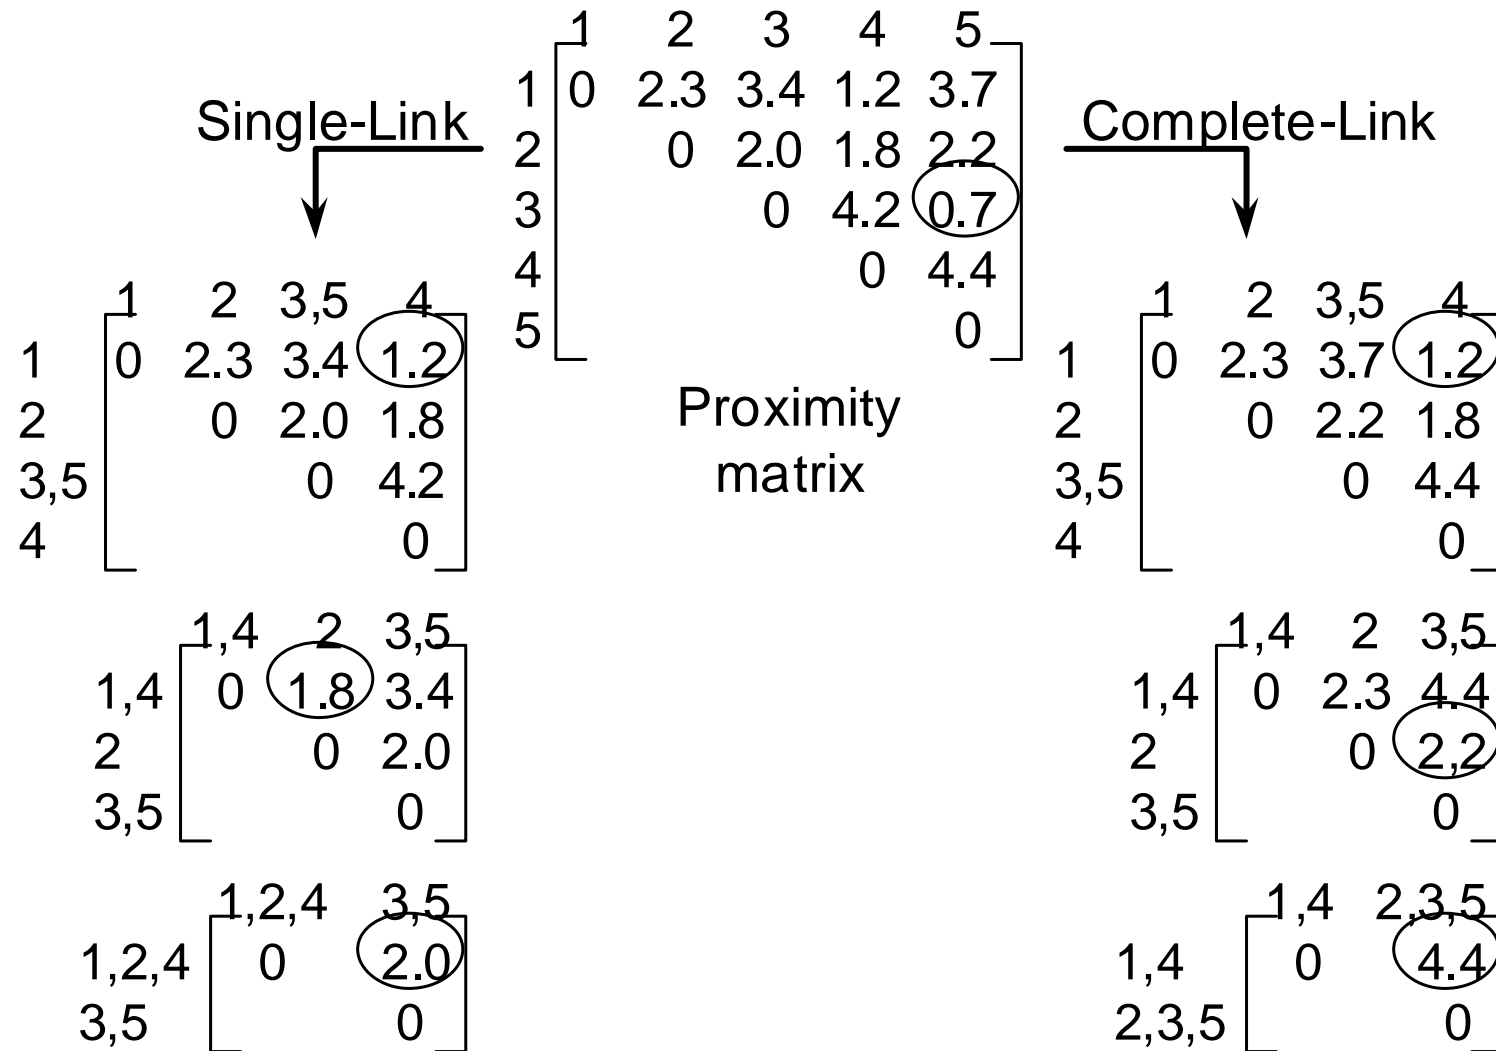 1 2 3 4 5
1 0 2.3 3.4 1.2 3.7
2 0 2.0 1.8 2.2
3 0 4.2 0.7
4 0 4.4
5 0
Proximity
matrix
Single-Link
1 2 3,5 4
1 0 2.3 3.4 1.2
2 0 2.0 1.8
3,5 0 4.2
4 0
1,4 2 3,5
1,4 0 1.8 3.4
2 0 2.0
3,5 0
1,2,4 3,5
1,2,4 0 2.0
3,5 0
Complete-Link
1 2 3,5 4
1 0 2.3 3.7 1.2
2 0 2.2 1.8
3,5 0 4.4
4 0
1,4 2 3,5
1,4 0 2.3 4.4
2 0 2,2
3,5 0
1,4 2,3,5
1,4 0 4.4
2,3,5 0